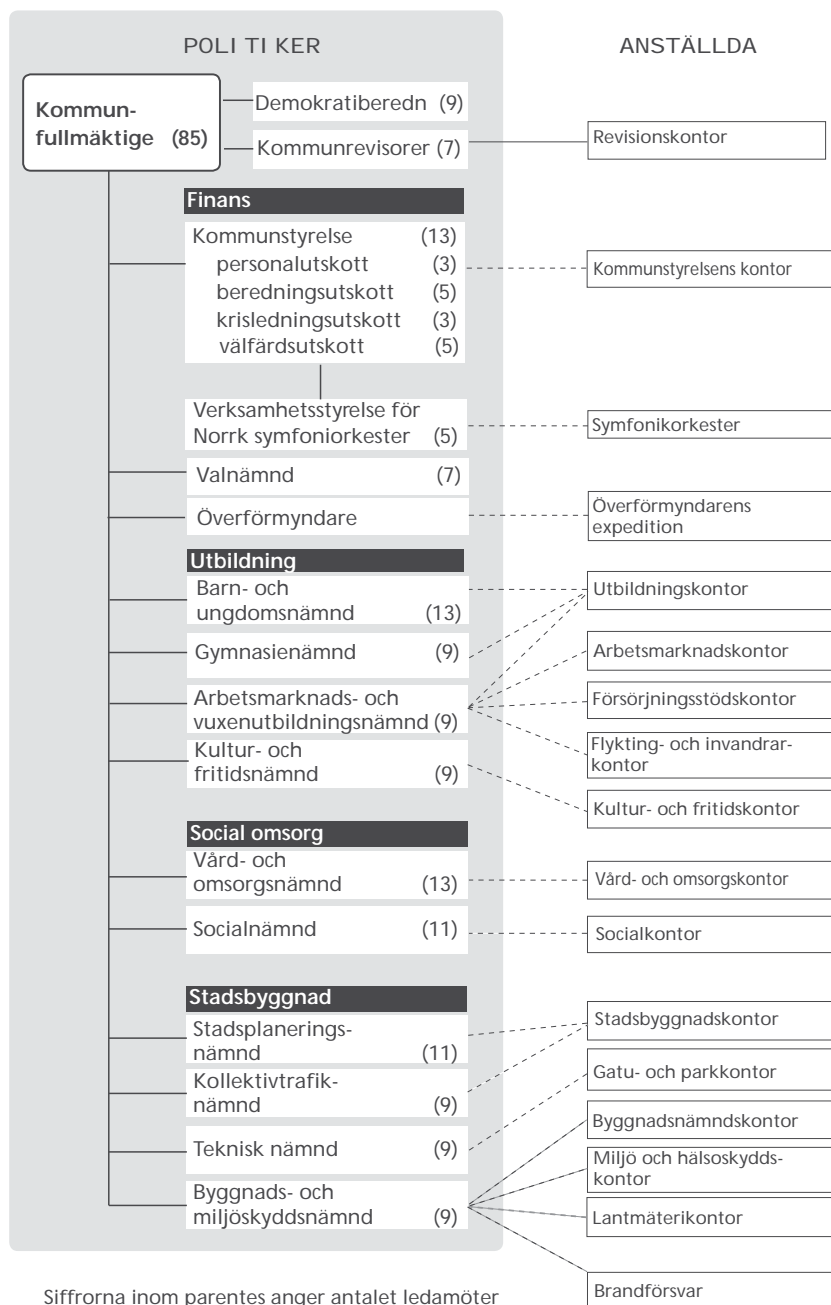 POLITIKER
ANSTÄLLDA
Kommun-
fullmäktige (85)
Demokratiberedn (9)
Kommunrevisorer (7)
Revisionskontor
Finans
Kommunstyrelse (13)
personalutskott (3)
beredningsutskott (5)
krisledningsutskott (3)
välfärdsutskott (5)
Kommunstyrelsens kontor
Verksamhetsstyrelse för
Norrk symfoniorkester (5)
Symfonikorkester
Valnämnd (7)
Överförmyndare
Överförmyndarens
expedition
Utbildning
Barn- och
ungdomsnämnd (13)
Utbildningskontor
Gymnasienämnd (9)
Arbetsmarknadskontor
Arbetsmarknads- och
vuxenutbildningsnämnd (9)
Försörjningsstödskontor
Flykting- och invandrar-
kontor
Kultur- och
fritidsnämnd (9)
Kultur- och fritidskontor
Social omsorg
Vård- och
omsorgsnämnd (13)
Vård- och omsorgskontor
Socialnämnd (11)
Socialkontor
Stadsbyggnad
Stadsplanerings-
nämnd (11)
Stadsbyggnadskontor
Kollektivtrafik-
nämnd (9)
Gatu- och parkkontor
Teknisk nämnd (9)
Byggnadsnämndskontor
Miljö och hälsoskydds-
kontor
Byggnads- och
miljöskyddsnämnd (9)
Lantmäterikontor
Brandförsvar
Siffrorna inom parentes anger antalet ledamöter